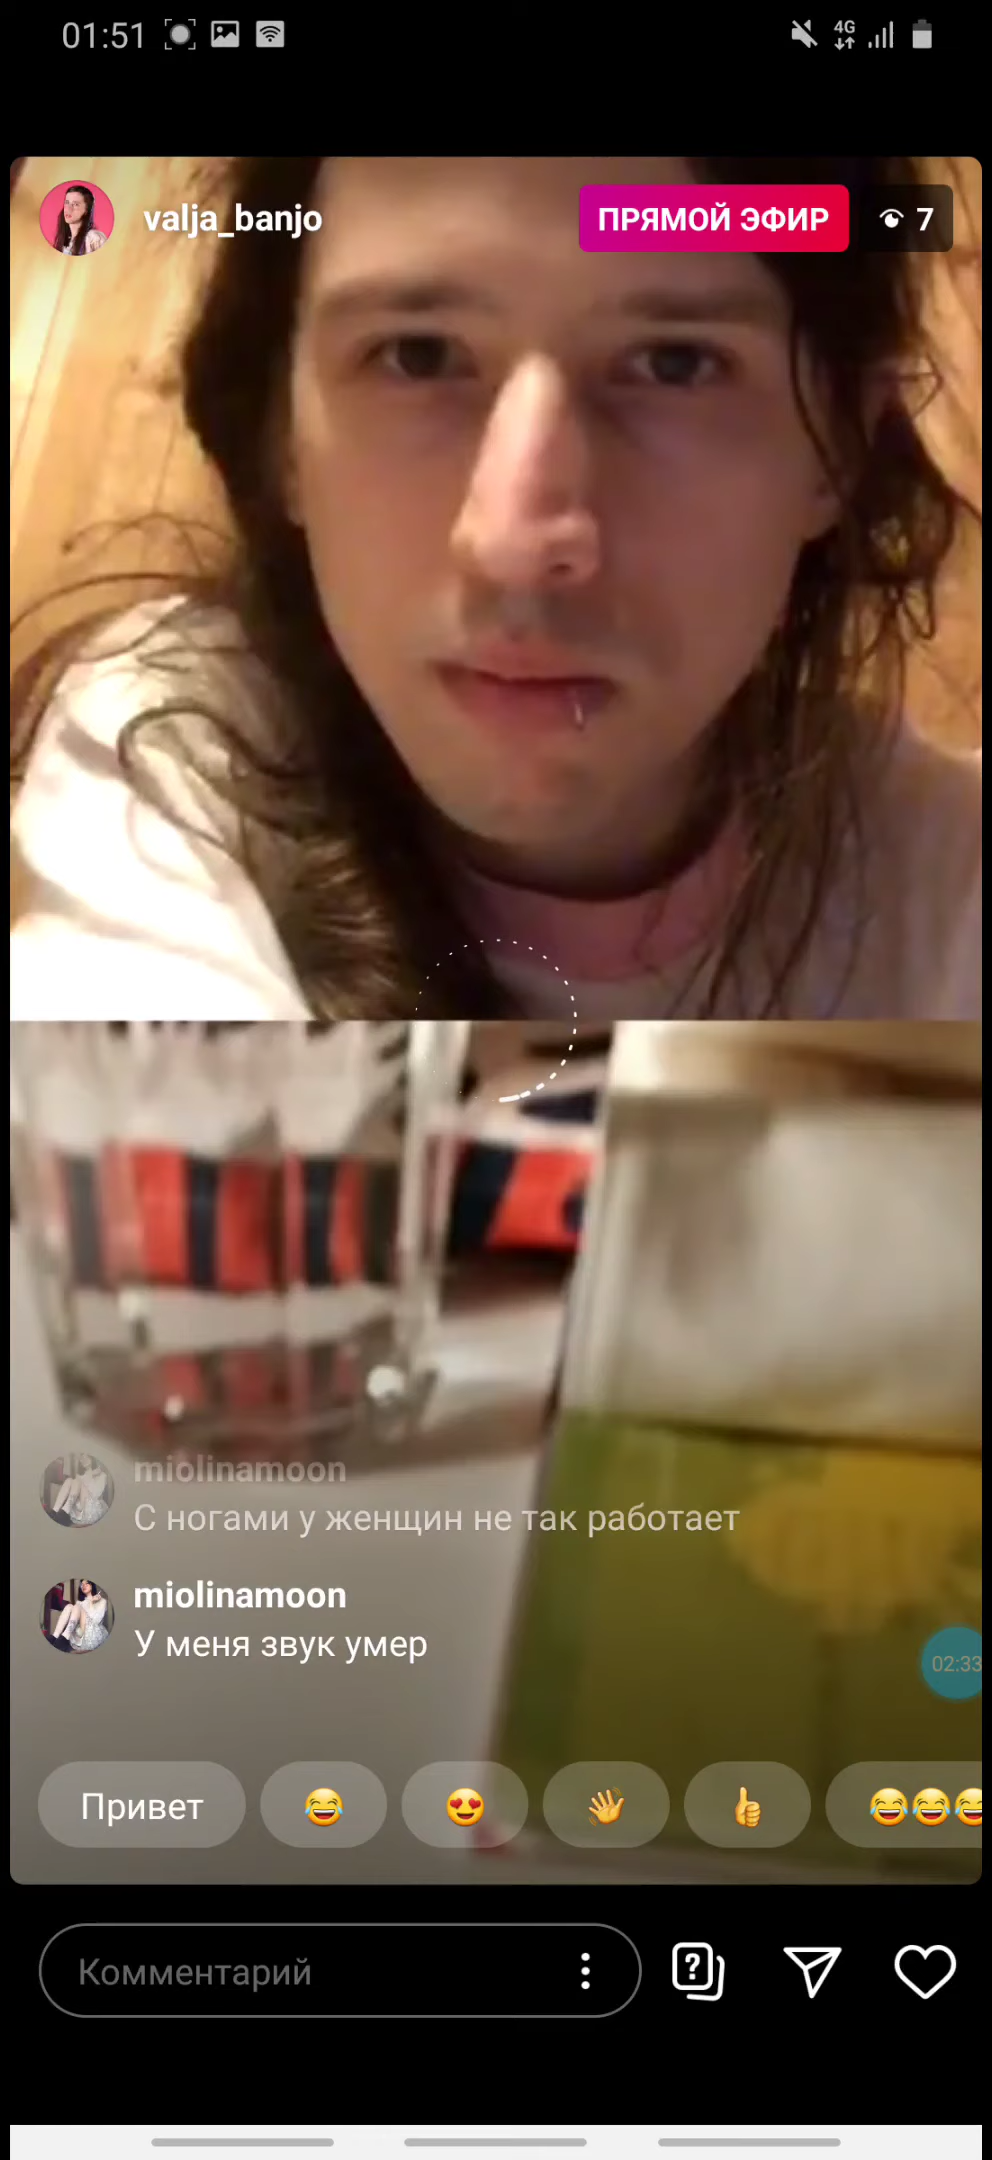 01:51
4G
valja_banjo
ПРЯМОЙ ЭФИР
7
miolinamoon
С ногами у женщин не так работает
miolinamoon
У меня звук умер
02:33
Привет
Комментарий